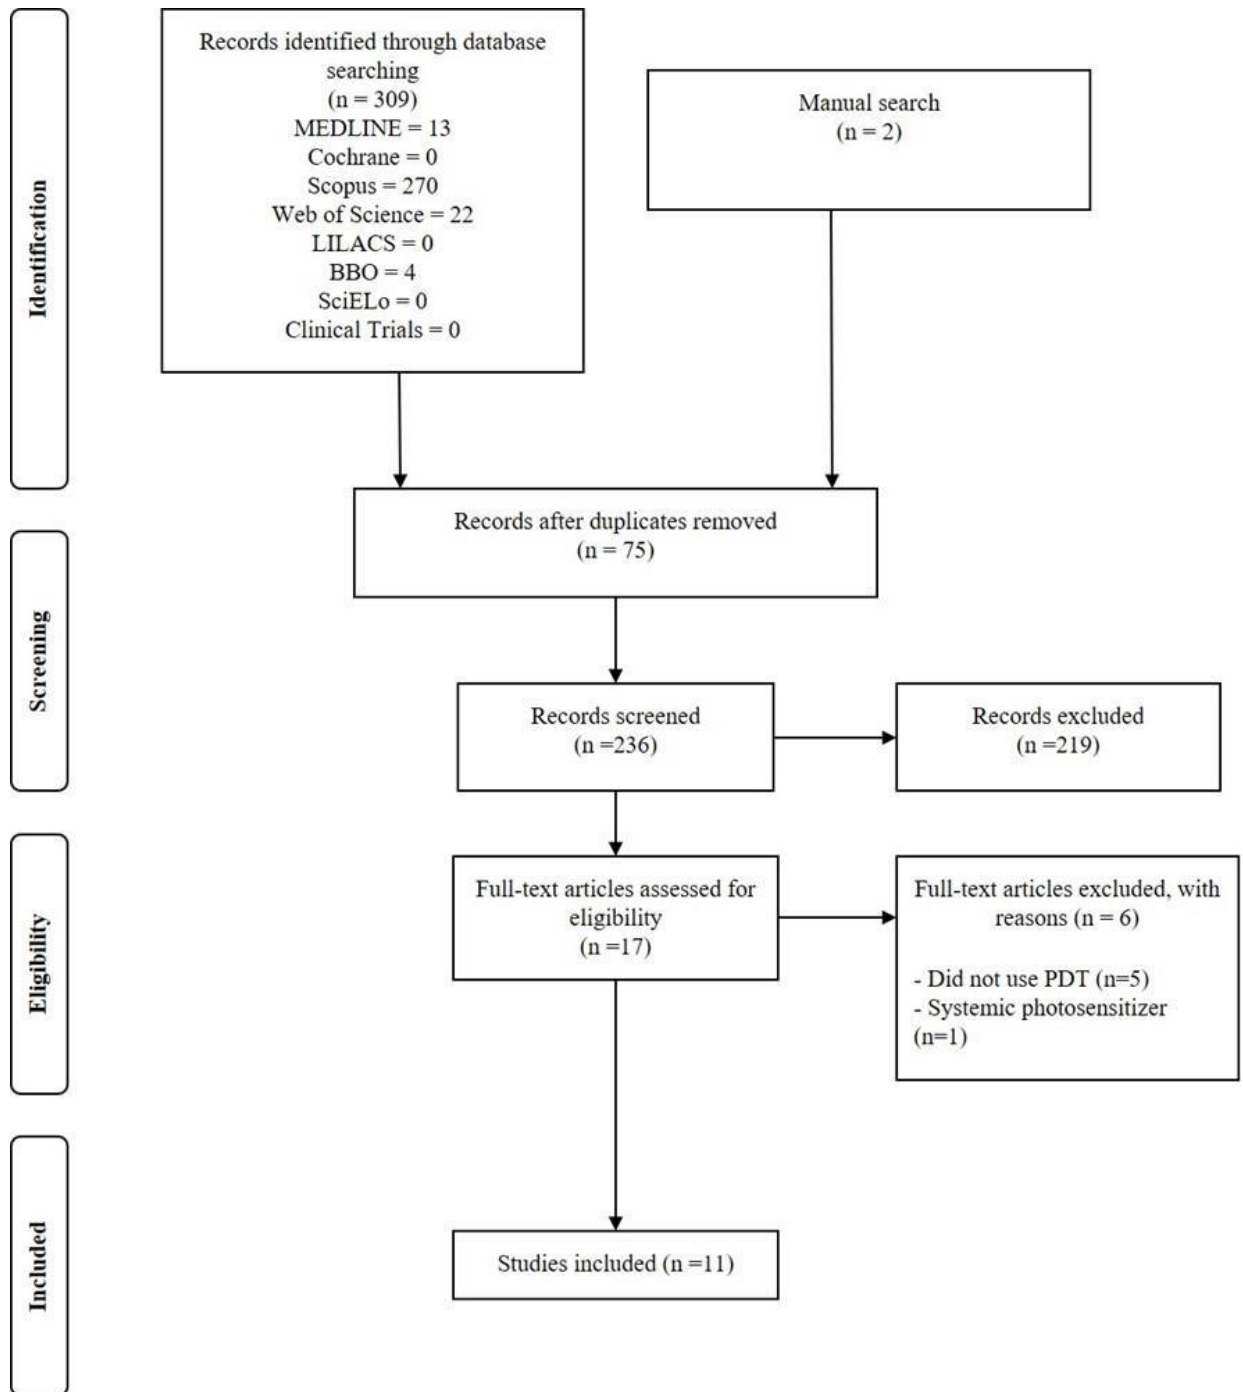 Identification
Records identified through database
searching
(n = 309)
MEDLINE = 13
Cochrane = 0
Scopus = 270
Web of Science = 22
LILACS = 0
BBO = 4
SciELo = 0
Clinical Trials = 0
Manual search
(n = 2)
Records after duplicates removed
(n = 75)
Screening
Records screened
(n =236)
Records excluded
(n =219)
Eligibility
Full-text articles assessed for
eligibility
(n =17)
Full-text articles excluded, with
reasons (n = 6)
- Did not use PDT (n=5)
- Systemic photosensitizer
(n=1)
Included
Studies included (n =11)